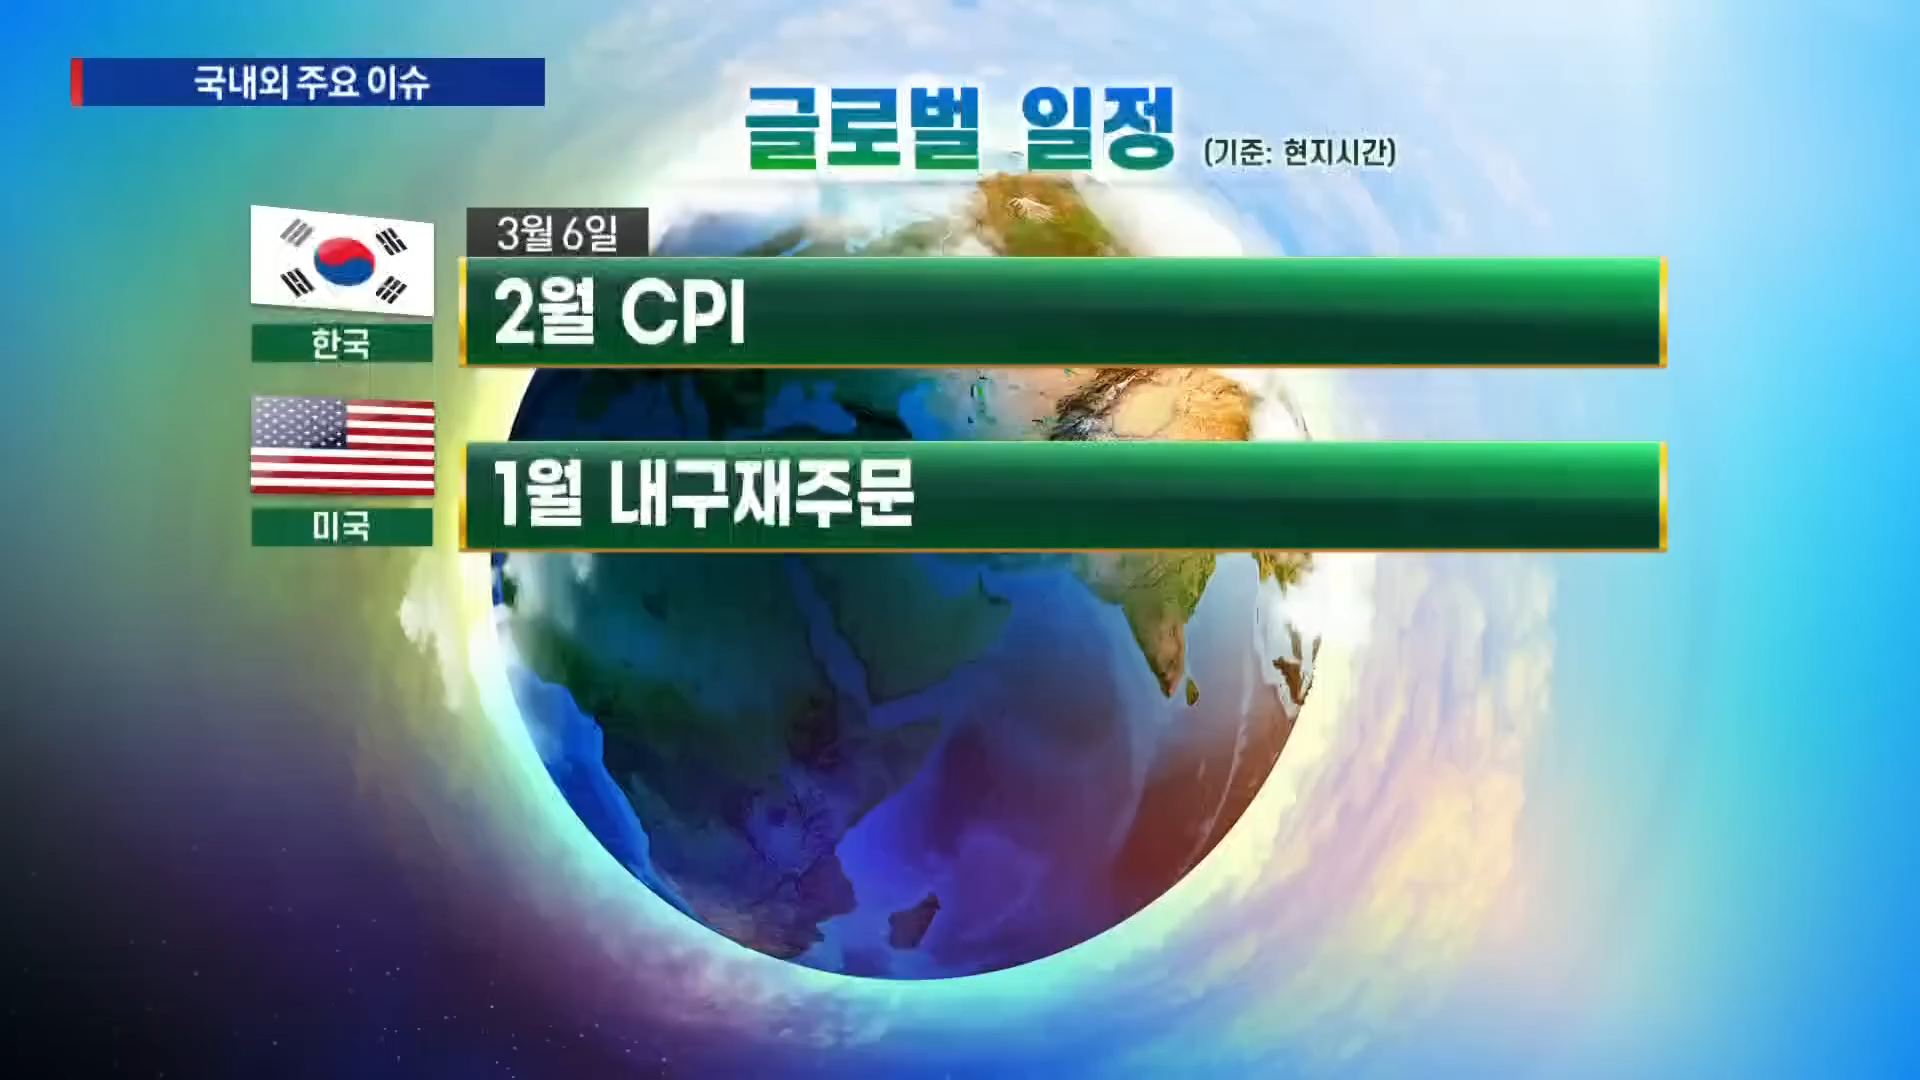 국내외 주요 이슈
글로벌 일정 (기준: 현지시간)
3월 6일
2월 CPI
한국
1월 내구재주문
미국